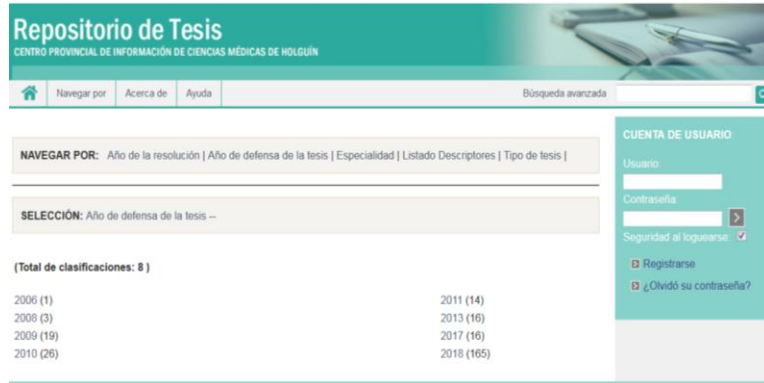 Repositorio de Tesis
CENTRO PROVINCIAL DE INFORMACIÓN DE CIENCIAS MÉDICAS DE HOLGUÍN
Navegar por
Acerca de
Ayuda
Búsqueda avanzada
NAVEGAR POR: Año de la resolución | Año de defensa de la tesis | Especialidad | Listado Descriptores | Tipo de tesis |
SELECCIÓN: Año de defensa de la tesis --
(Total de clasificaciones: 8 )
2006 (1)
2008 (3)
2009 (19)
2010 (26)
2011 (14)
2013 (16)
2017 (16)
2018 (165)
CUENTA DE USUARIO:
Usuario:
Contraseña:
Seguridad al loguearse:
Registrarse
¿Olvidó su contraseña?